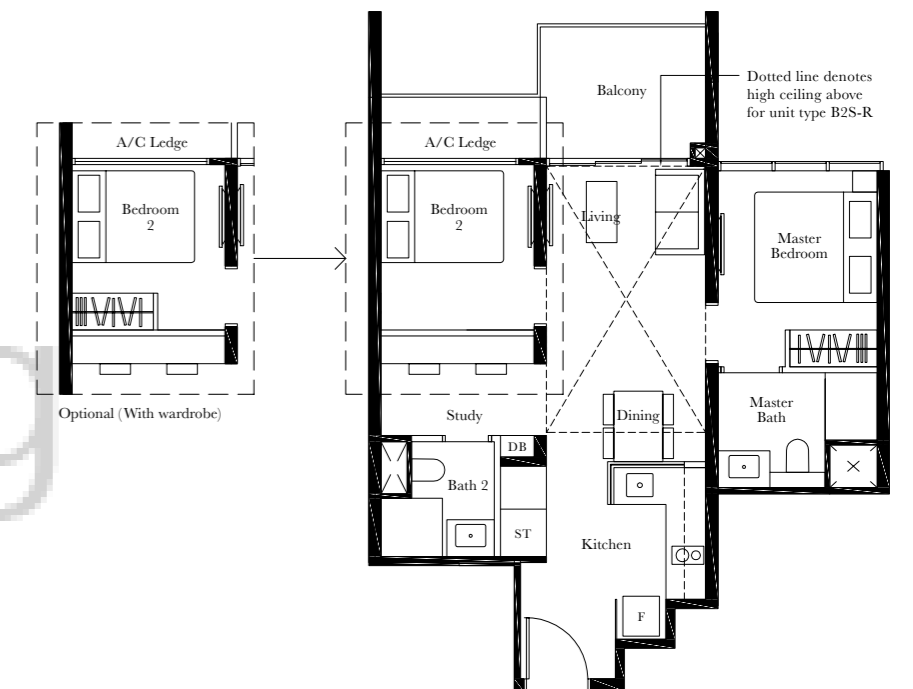 Balcony
Dotted line denotes
high ceiling above
for unit type B2S-R
A/C Ledge
A/C Ledge
Bedroom
2
Bedroom
2
Living
Master
Bedroom
Optional (With wardrobe)
Study
Dining
Master
Bath
DB
Bath 2
ST
Kitchen
F
g